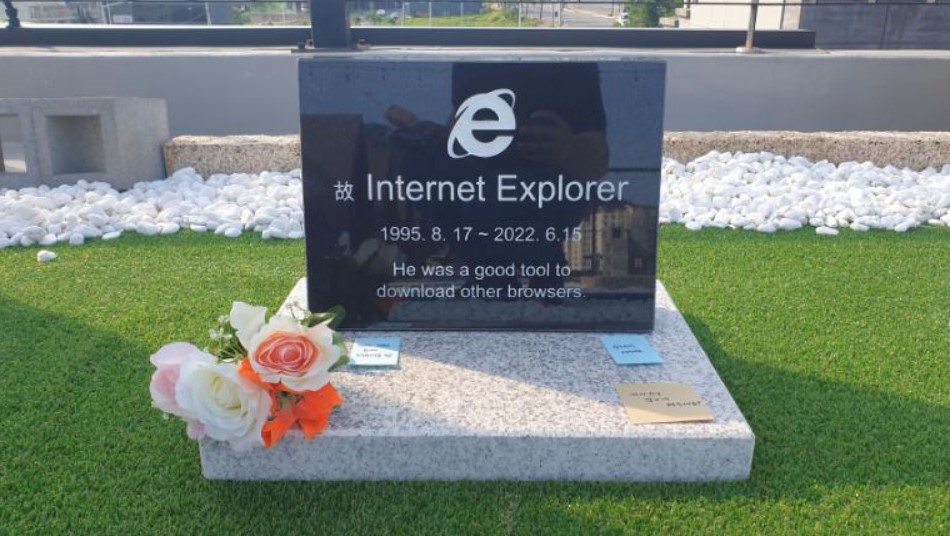 故 Internet Explorer
1995. 8. 17 ~ 2022. 6.15
He was a good tool to
download other browsers.